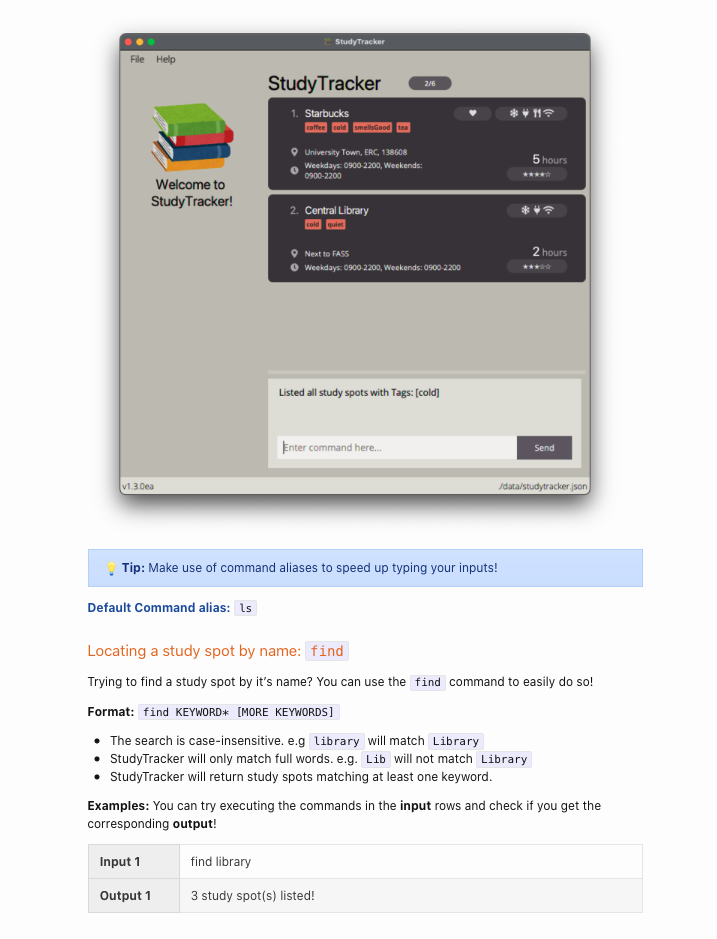 StudyTracker
File Help
StudyTracker 2/6
Welcome to
StudyTracker!
1. Starbucks
coffee cold smellsGood tea
University Town, ERC, 138608
Weekdays: 0900-2200, Weekends:
0900-2200
5 hours
★★★★☆
2. Central Library
cold quiet
Next to FASS
Weekdays: 0900-2200, Weekends: 0900-2200
2 hours
★★★☆☆
Listed all study spots with Tags: [cold]
Enter command here...
Send
v1.3.0ea
./data/studytracker.json
Tip: Make use of command aliases to speed up typing your inputs!
Default Command alias: ls
Locating a study spot by name: find
Trying to find a study spot by it’s name? You can use the find command to easily do so!
Format: find KEYWORD* [MORE KEYWORDS]
• The search is case-insensitive. e.g library will match Library
• StudyTracker will only match full words. e.g. Lib will not match Library
• StudyTracker will return study spots matching at least one keyword.
Examples: You can try executing the commands in the input rows and check if you get the
corresponding output!
Input 1 find library
Output 1 3 study spot(s) listed!